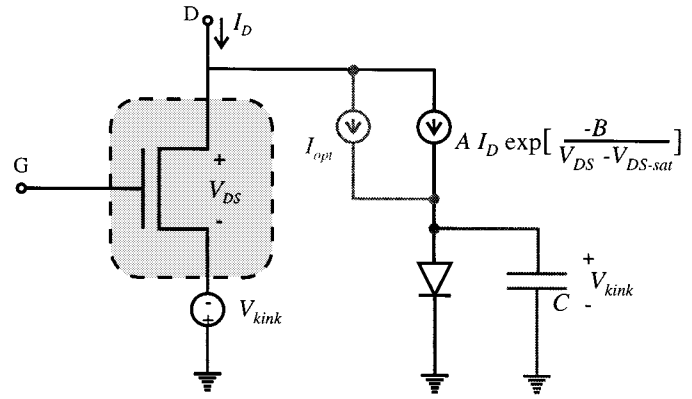 D
I_D
G
+
V_DS
-
I_opt
A I_D exp[ -B / V_DS -V_DS-sat ]
-
+
V_kink
C
+
V_kink
-